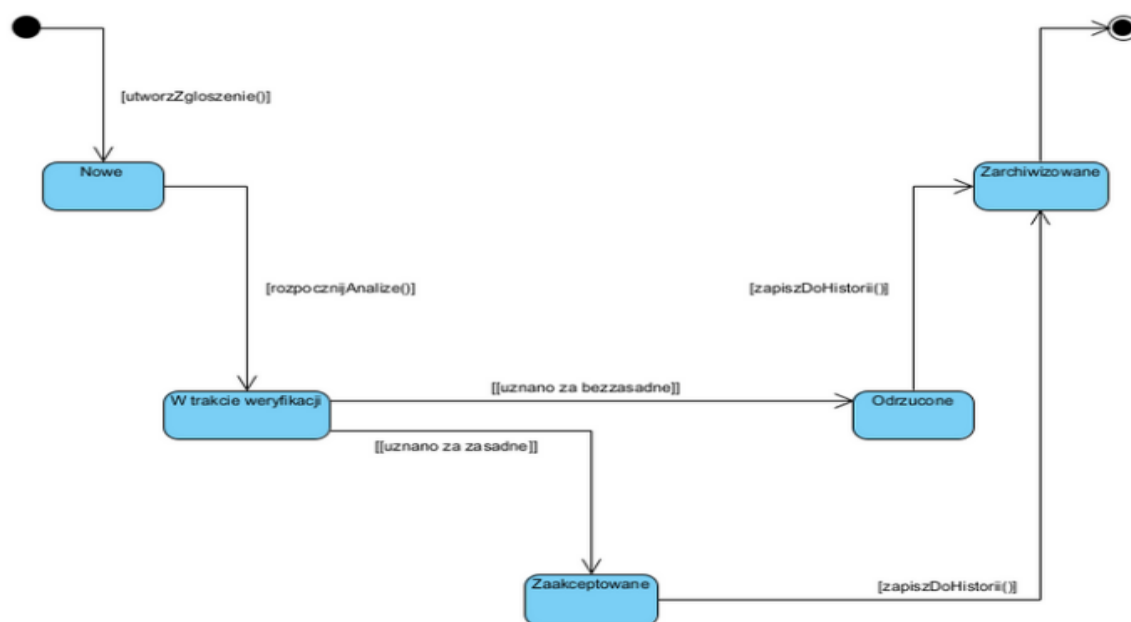 [utworzZgloszenie()]
Nowe
Zarchiwizowane
[rozpocznijAnalize()]
[zapiszDoHistorii()]
[[uznano za bezzasadne]]
W trakcie weryfikacji
Odrzucone
[[uznano za zasadne]]
Zaakceptowane
[zapiszDoHistorii()]